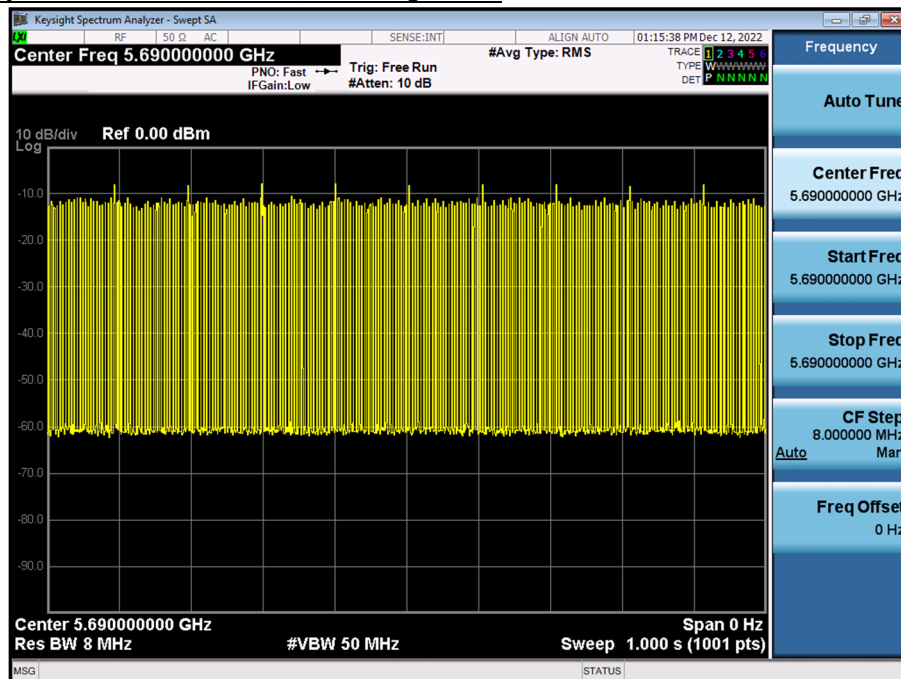 Keysight Spectrum Analyzer - Swept SA
LXI RF 50 Ω AC SENSE:INT ALIGN AUTO 01:15:38 PM Dec 12, 2022
Center Freq 5.690000000 GHz
PNO: Fast
IFGain:Low
Trig: Free Run
#Atten: 10 dB
#Avg Type: RMS
TRACE 1 2 3 4 5 6
TYPE W W W W W W
DET P N N N N N
10 dB/div Ref 0.00 dBm
Log
-10.0
-20.0
-30.0
-40.0
-50.0
-60.0
-70.0
-80.0
-90.0
Center 5.690000000 GHz Span 0 Hz
Res BW 8 MHz #VBW 50 MHz Sweep 1.000 s (1001 pts)
MSG STATUS
Frequency
Auto Tune
Center Freq
5.690000000 GHz
Start Freq
5.690000000 GHz
Stop Freq
5.690000000 GHz
CF Step
8.000000 MHz
Auto Man
Freq Offset
0 Hz